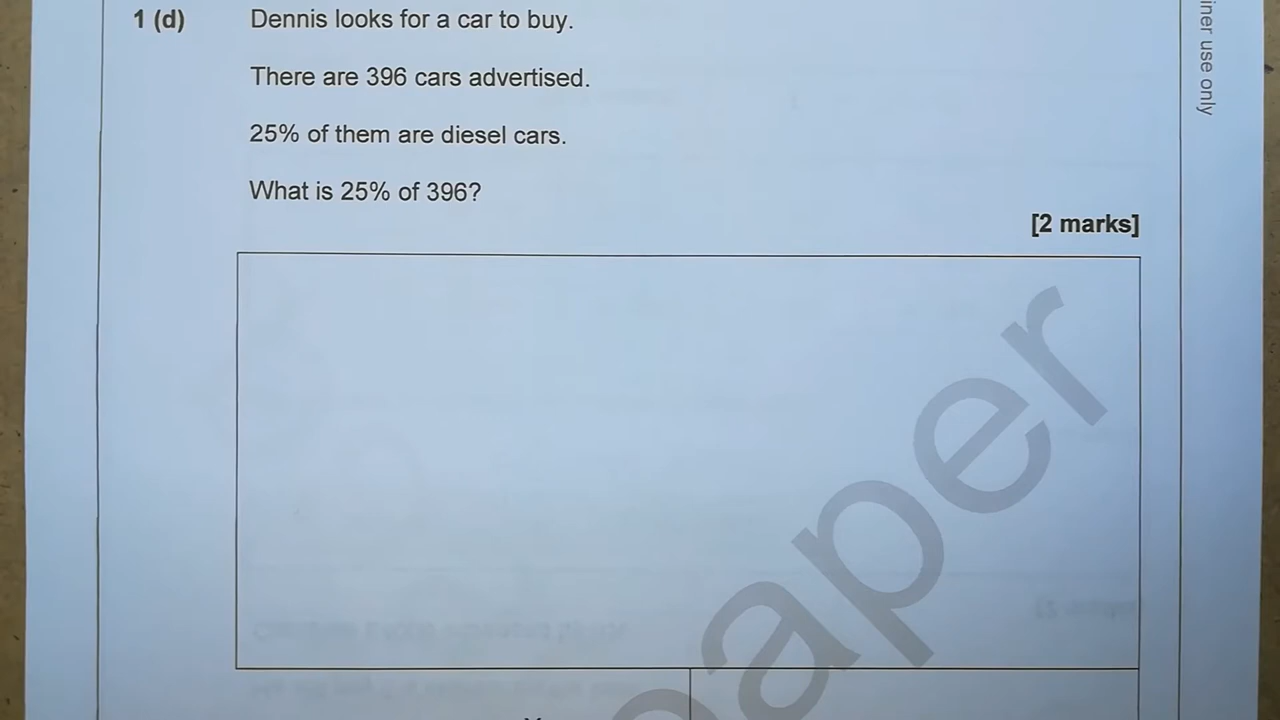 1 (d) Dennis looks for a car to buy.
There are 396 cars advertised.
25% of them are diesel cars.
What is 25% of 396?
[2 marks]
iner use only
aper